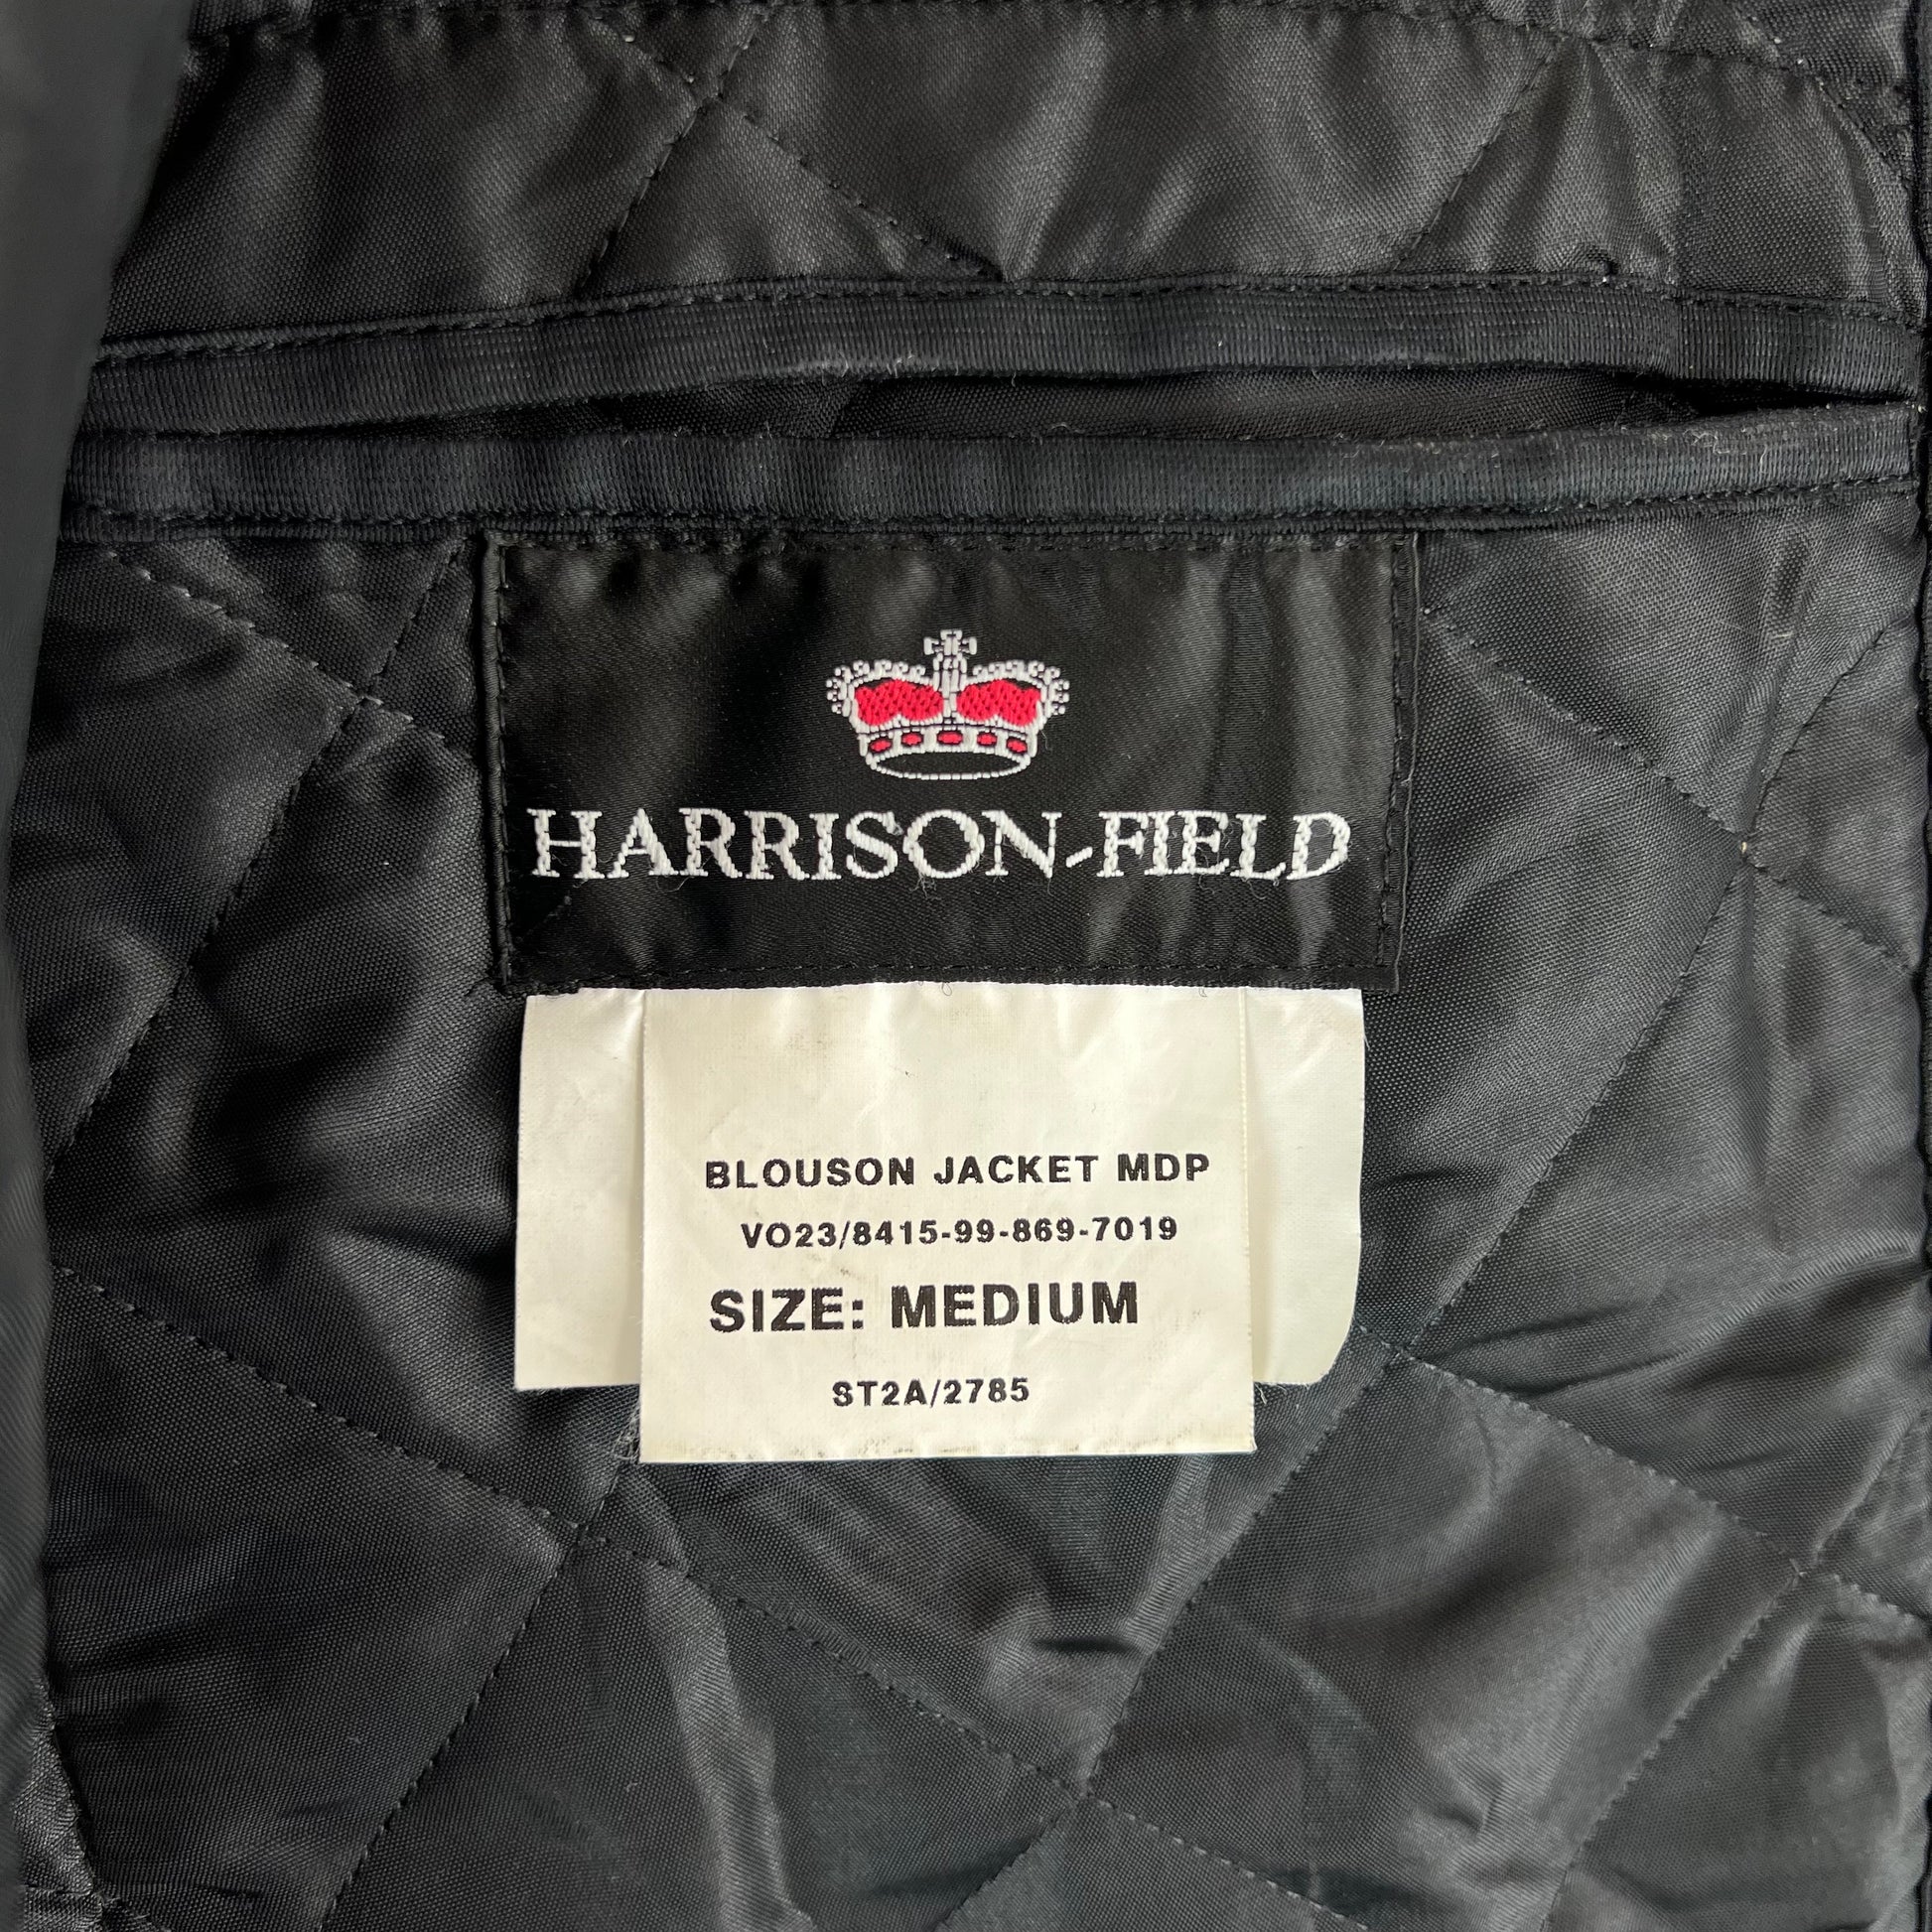 HARRISON-FIELD
BLOUSON JACKET MDP
VO23/8415-99-869-7019
SIZE: MEDIUM
ST2A/2785